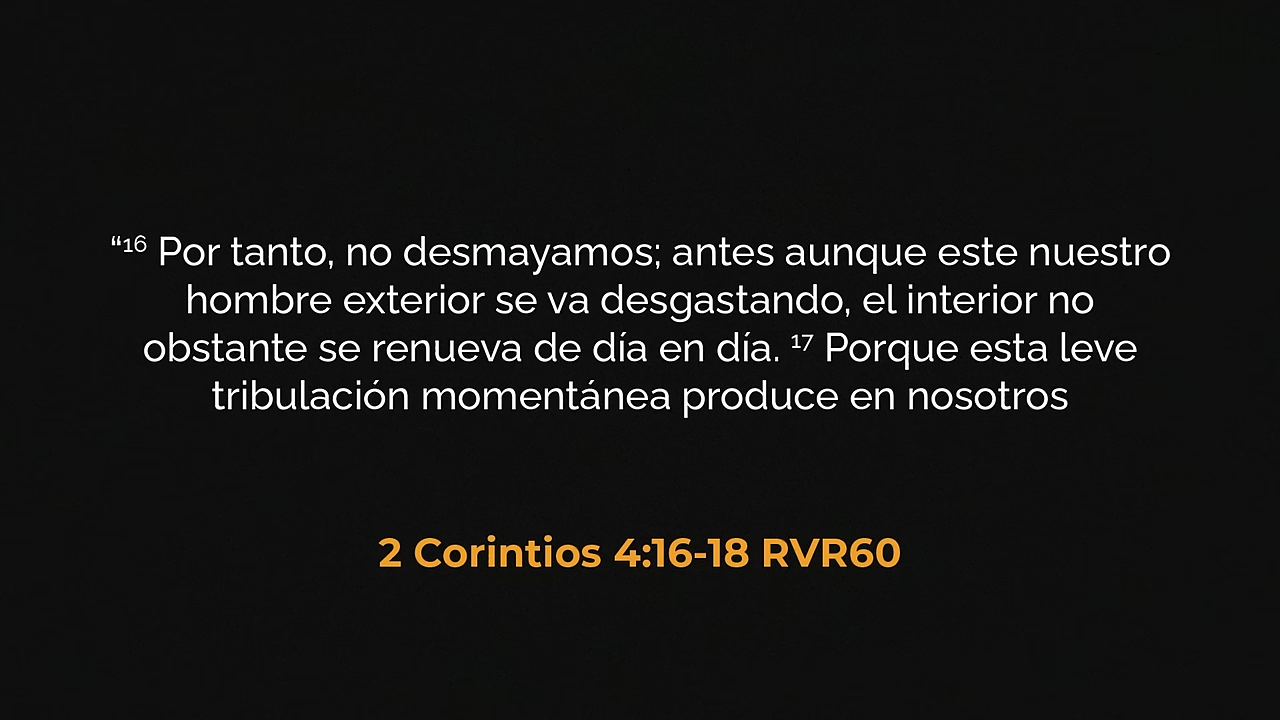 “¹⁶ Por tanto, no desmayamos; antes aunque este nuestro
hombre exterior se va desgastando, el interior no
obstante se renueva de día en día. ¹⁷ Porque esta leve
tribulación momentánea produce en nosotros
2 Corintios 4:16-18 RVR60